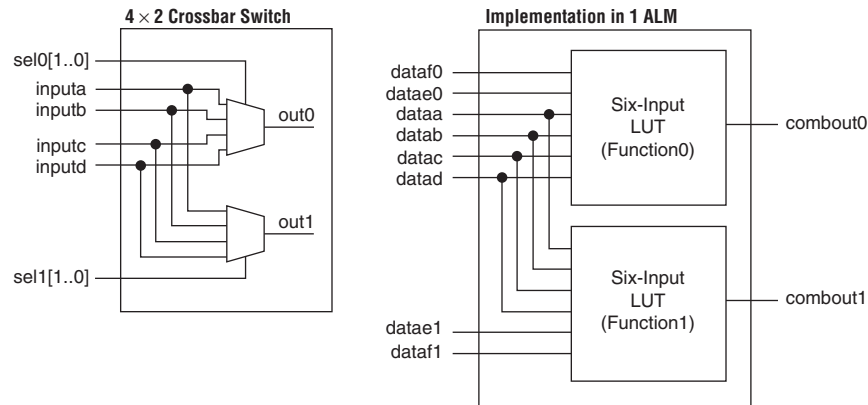 4 × 2 Crossbar Switch
sel0[1..0]
inputa
inputb
inputc
inputd
out0
out1
sel1[1..0]
Implementation in 1 ALM
dataf0
datae0
dataa
datab
datac
datad
Six-Input
LUT
(Function0)
combout0
Six-Input
LUT
(Function1)
combout1
datae1
dataf1